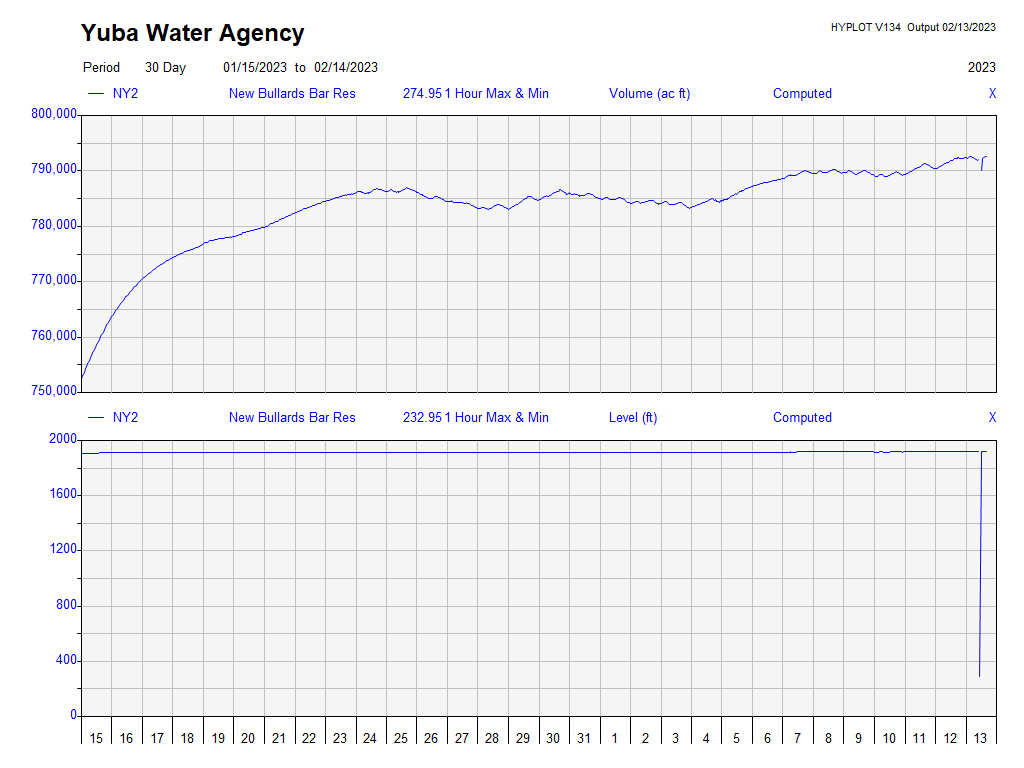 Yuba Water Agency
HYPLOT V134 Output 02/13/2023
Period 30 Day 01/15/2023 to 02/14/2023 2023
NY2 New Bullards Bar Res 274.95 1 Hour Max & Min Volume (ac ft) Computed X
800,000
790,000
780,000
770,000
760,000
750,000
NY2 New Bullards Bar Res 232.95 1 Hour Max & Min Level (ft) Computed X
2000
1600
1200
800
400
0
15 16 17 18 19 20 21 22 23 24 25 26 27 28 29 30 31 1 2 3 4 5 6 7 8 9 10 11 12 13